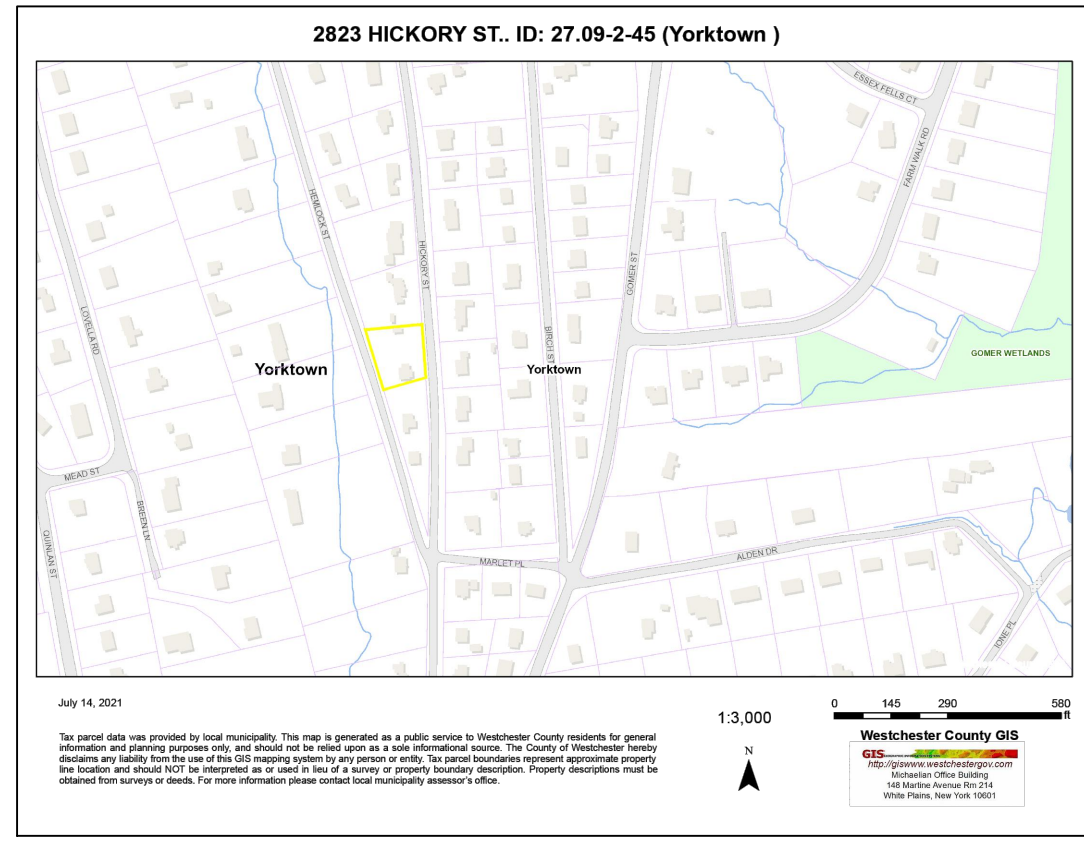 2823 HICKORY ST.. ID: 27.09-2-45 (Yorktown )
ESSEX FELLS CT
FARM WALK RD
HEMLOCK ST
HICKORY ST
GOMER ST
LOVELLA RD
BIRCH ST
GOMER WETLANDS
Yorktown
Yorktown
MEAD ST
BREEN LN
QUINLAN ST
MARLET PL
ALDEN DR
IONE PL
July 14, 2021
1:3,000
0 145 290 580
ft
Tax parcel data was provided by local municipality. This map is generated as a public service to Westchester County residents for general
information and planning purposes only, and should not be relied upon as a sole informational source. The County of Westchester hereby
disclaims any liability from the use of this GIS mapping system by any person or entity. Tax parcel boundaries represent approximate property
line location and should NOT be interpreted as or used in lieu of a survey or property boundary description. Property descriptions must be
obtained from surveys or deeds. For more information please contact local municipality assessor's office.
N
Westchester County GIS
GIS
http://giswww.westchestergov.com
Michaelian Office Building
148 Martine Avenue Rm 214
White Plains, New York 10601